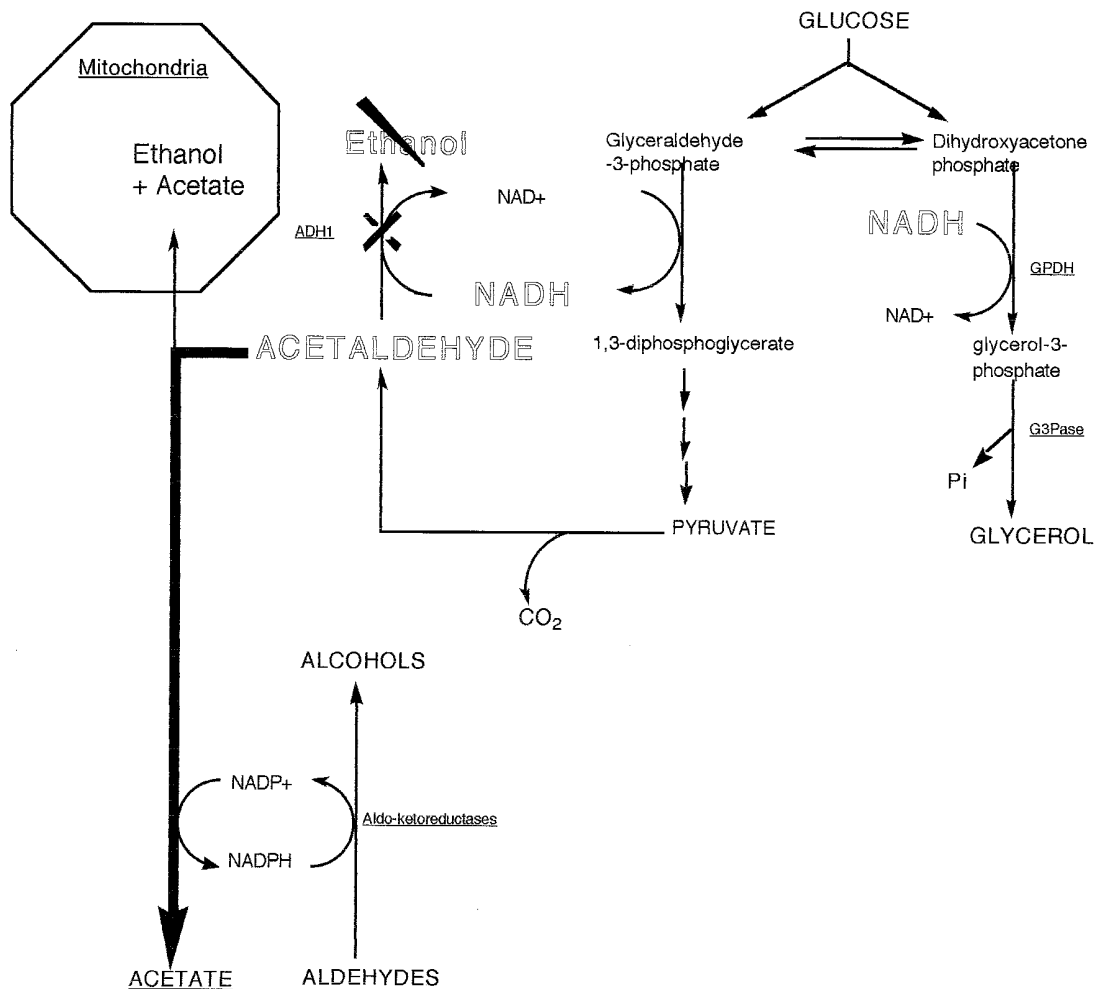 GLUCOSE
Mitochondria
Ethanol
+ Acetate
Ethanol
Glyceraldehyde
-3-phosphate
Dihydroxyacetone
phosphate
NAD+
ADH1
NADH
NADH
GPDH
NAD+
ACETALDEHYDE
1,3-diphosphoglycerate
glycerol-3-
phosphate
G3Pase
Pi
PYRUVATE
GLYCEROL
CO2
ALCOHOLS
NADP+
Aldo-ketoreductases
NADPH
ACETATE
ALDEHYDES